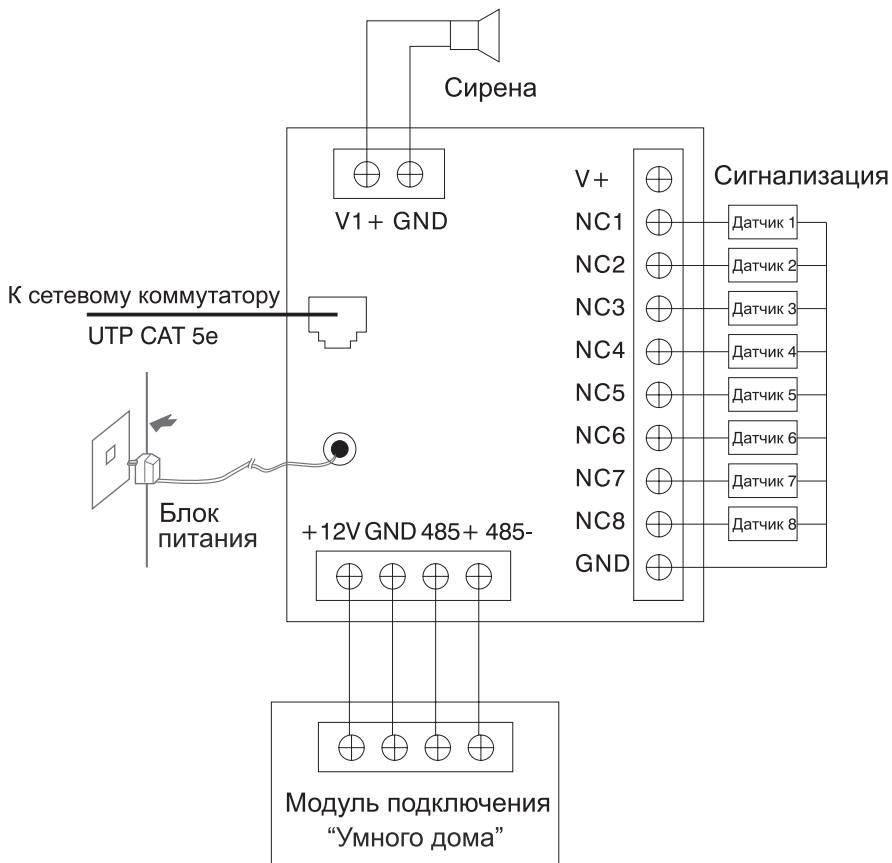 Сирена
V1+ GND
V+
Сигнализация
NC1
Датчик 1
NC2
Датчик 2
NC3
Датчик 3
NC4
Датчик 4
NC5
Датчик 5
NC6
Датчик 6
NC7
Датчик 7
NC8
Датчик 8
GND
К сетевому коммутатору
UTP CAT 5e
Блок
питания
+12V GND 485+ 485-
Модуль подключения
“Умного дома”